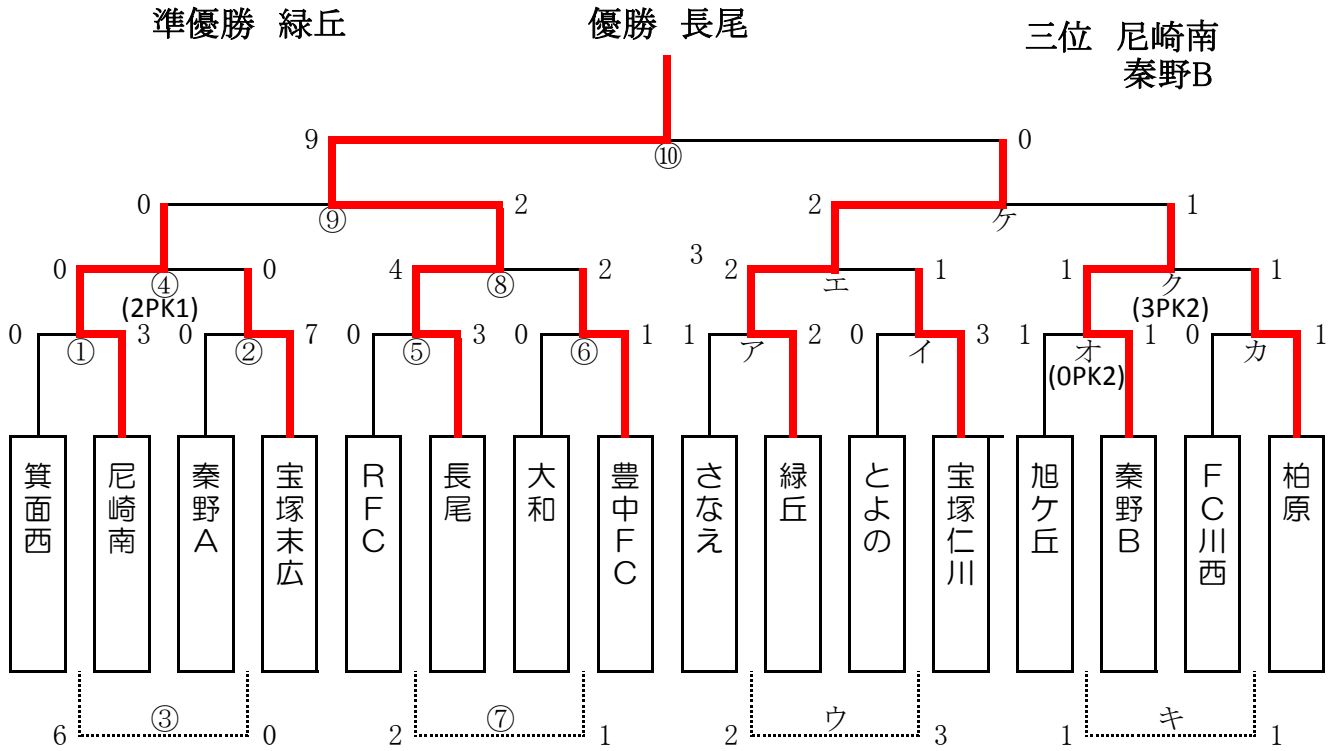 準優勝 緑丘
優勝 長尾
三位 尼崎南
秦野B
9 ⑩ 0
0 ⑨ 2 2 ケ 1
3
0 ④ 0 4 ⑧ 2 2 エ 1 1 ク 1
(2PK1) (3PK2)
0 ① 3 0 ② 7 0 ⑤ 3 0 ⑥ 1 1 ア 2 0 イ 3 1 オ 1 0 カ 1
(0PK2)
箕面西
尼崎南
秦野A
宝塚末広
RFC
長尾
大和
豊中FC
さなえ
緑丘
とよの
宝塚仁川
旭ケ丘
秦野B
FC川西
柏原
6 ③ 0 2 ⑦ 1 2 ウ 3 1 キ 1